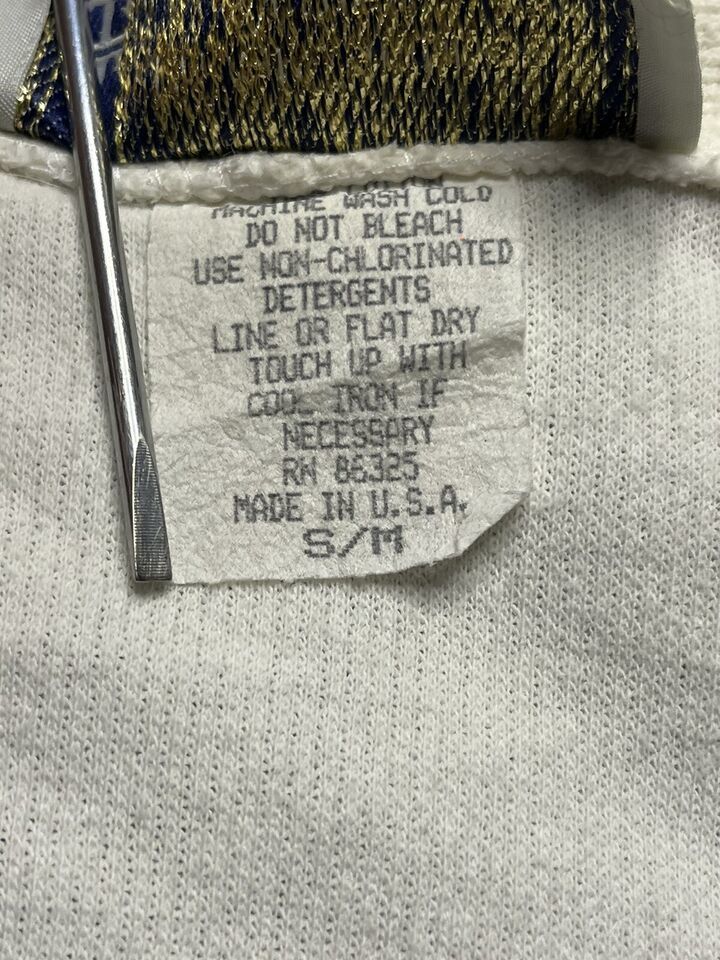 MACHINE WASH COLD
DO NOT BLEACH
USE NON-CHLORINATED
DETERGENTS
LINE OR FLAT DRY
TOUCH UP WITH
COOL IRON IF
NECESSARY
RN 86325
MADE IN U.S.A.
S/M